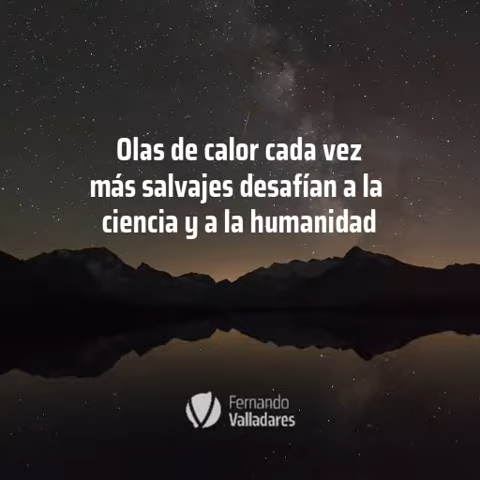 Olas de calor cada vez
más salvajes desafían a la
ciencia y a la humanidad
Fernando
Valladares